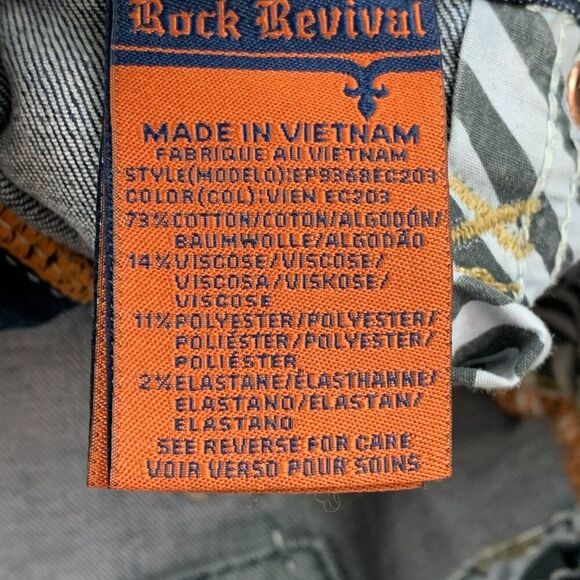 Rock Revival
MADE IN VIETNAM
FABRIQUE AU VIETNAM
STYLE(MODELO):EP9368EC203
COLOR(COL):VIEN EC203
73%COTTON/COTON/ALGODÓN/
BAUMWOLLE/ALGODÃO
14%VISCOSE/VISCOSE/
VISCOSA/VISKOSE/
VISCOSE
11%POLYESTER/POLYESTER/
POLIÉSTER/POLYESTER/
POLIÉSTER
2%ELASTANE/ÉLASTHANNE/
ELASTANO/ELASTAN/
ELASTANO
SEE REVERSE FOR CARE
VOIR VERSO POUR SOINS